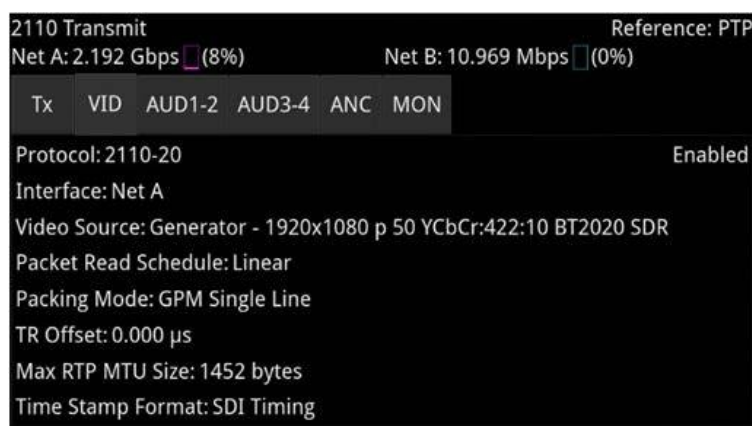 2110 Transmit Reference: PTP
Net A: 2.192 Gbps (8%) Net B: 10.969 Mbps (0%)
Tx VID AUD1-2 AUD3-4 ANC MON
Protocol: 2110-20 Enabled
Interface: Net A
Video Source: Generator - 1920x1080 p 50 YCbCr:422:10 BT2020 SDR
Packet Read Schedule: Linear
Packing Mode: GPM Single Line
TR Offset: 0.000 µs
Max RTP MTU Size: 1452 bytes
Time Stamp Format: SDI Timing